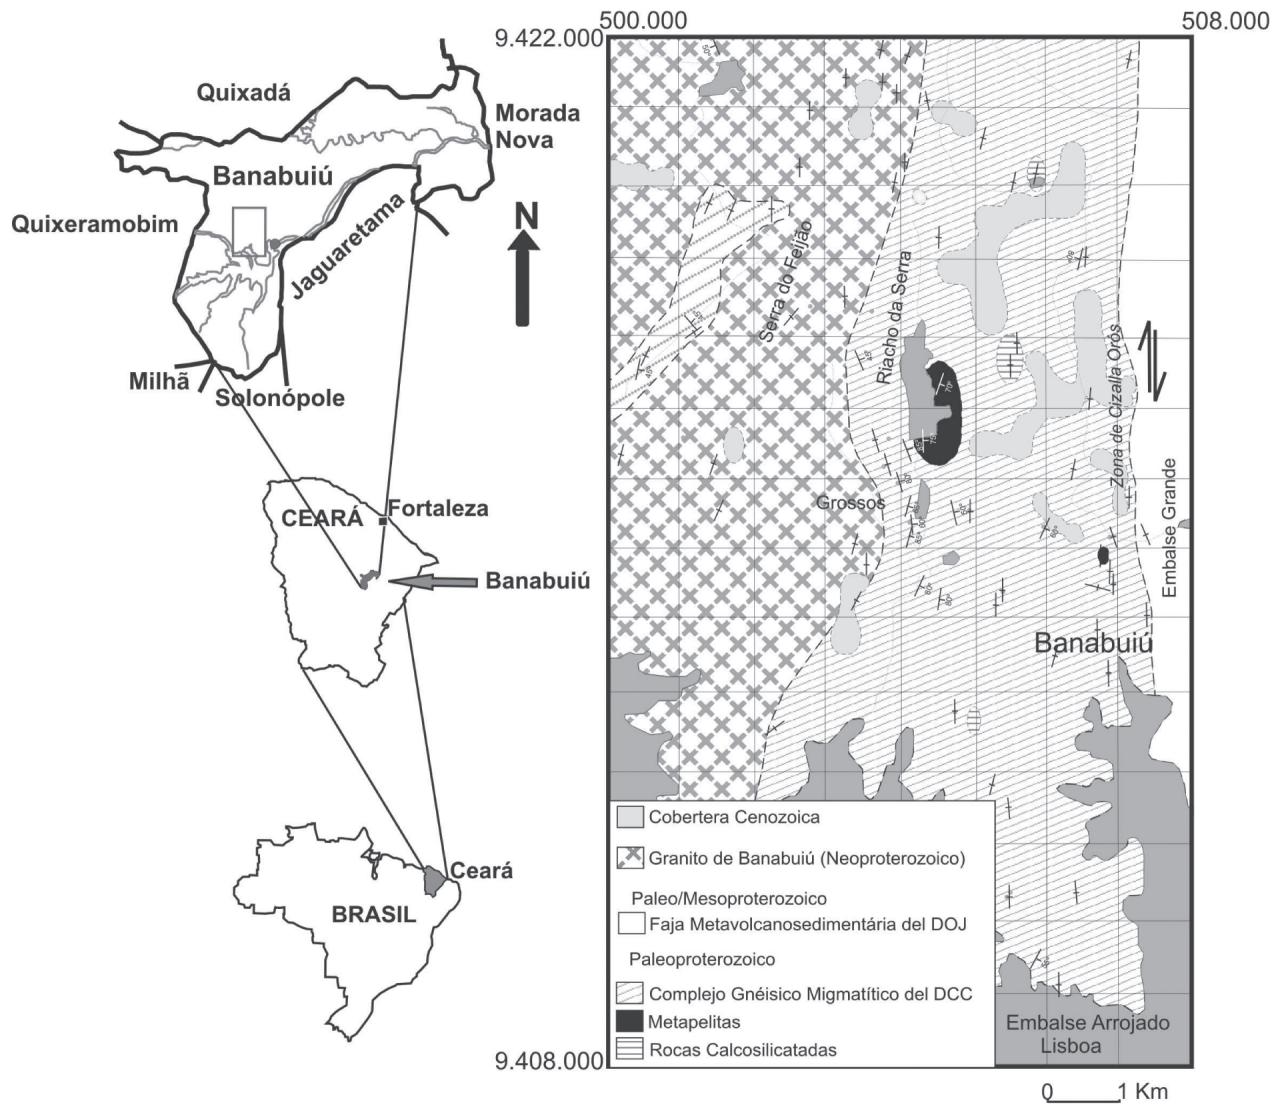 500.000
508.000
9.422.000
Quixadá
Morada
Nova
Banabuiú
Quixeramobim
Jaguaretama
N
Milhã
Solonópole
CEARÁ
Fortaleza
Banabuiú
Ceará
BRASIL
Serra do Feijão
Riacho da Serra
Zona de Cizalla Orós
Embalse Grande
Grossos
Banabuiú
Cobertera Cenozoica
Granito de Banabuiú (Neoproterozoico)
Paleo/Mesoproterozoico
Faja Metavolcanosedimentária del DOJ
Paleoproterozoico
Complejo Gnéisico Migmatítico del DCC
Metapelitas
Rocas Calcosilicatadas
Embalse Arrojado
Lisboa
9.408.000
0 1 Km